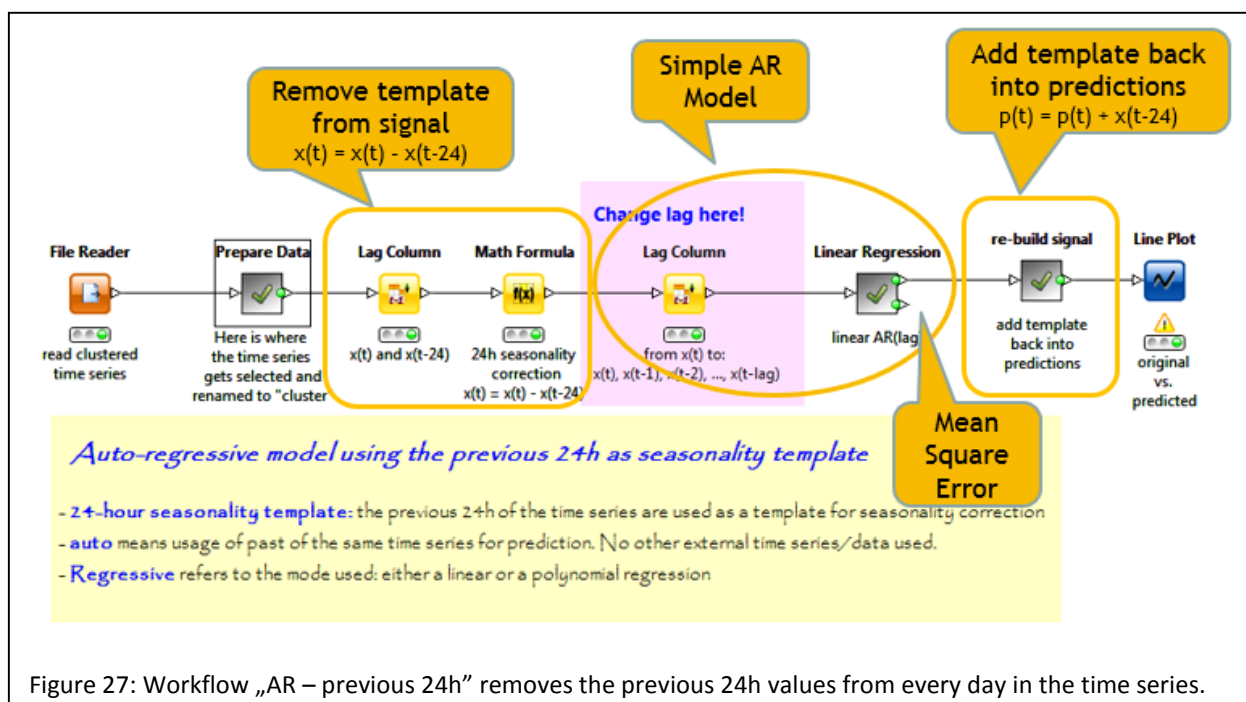 Remove template
from signal
x(t) = x(t) - x(t-24)
Simple AR
Model
Add template back
into predictions
p(t) = p(t) + x(t-24)
Change lag here!
File Reader
read clustered
time series
Prepare Data
Here is where
the time series
gets selected and
renamed to "cluster
Lag Column
t-1
x(t) and x(t-24)
Math Formula
f(x)
24h seasonality
correction
x(t) = x(t) - x(t-24)
Lag Column
t-1
from x(t) to:
x(t), x(t-1), x(t-2), ..., x(t-lag)
Linear Regression
linear AR(lag
re-build signal
add template
back into
predictions
Line Plot
original
vs.
predicted
Mean
Square
Error
Auto-regressive model using the previous 24h as seasonality template
- 24-hour seasonality template: the previous 24h of the time series are used as a template for seasonality correction
- auto means usage of past of the same time series for prediction. No other external time series/data used.
- Regressive refers to the mode used: either a linear or a polynomial regression
Figure 27: Workflow „AR – previous 24h” removes the previous 24h values from every day in the time series.